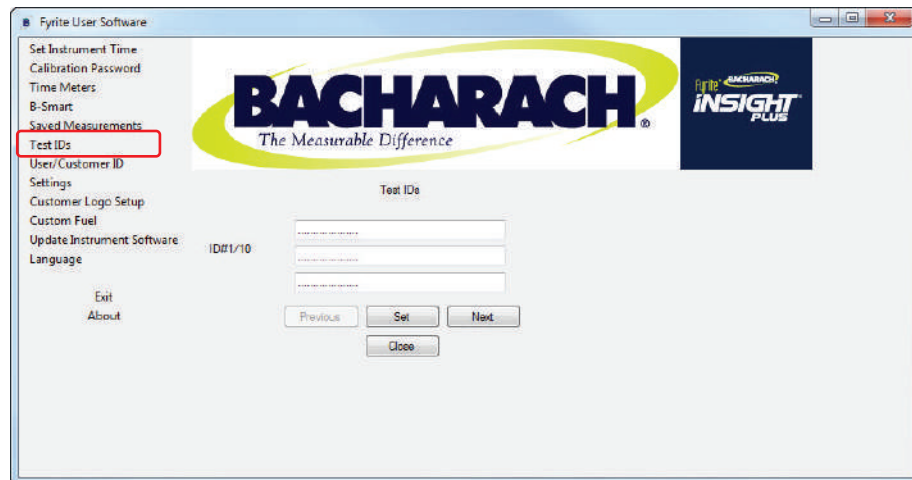 Fyrite User Software
Set Instrument Time
Calibration Password
Time Meters
B-Smart
Saved Measurements
Test IDs
User/Customer ID
Settings
Customer Logo Setup
Custom Fuel
Update Instrument Software
Language
Exit
About
BACHARACH®
The Measurable Difference
Fyrite® BACHARACH®
INSIGHT®
PLUS
Test IDs
ID#1/10
Previous Set Next
Close